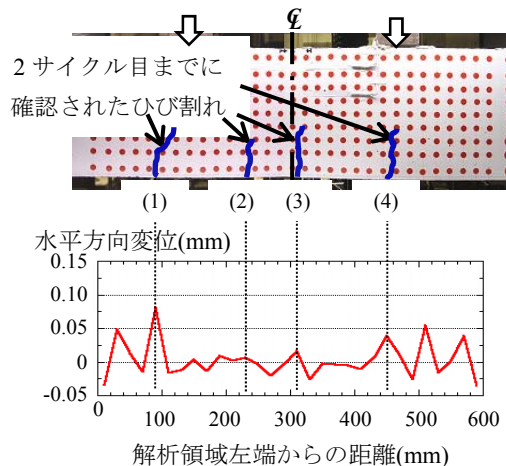 ℄
2 サイクル目までに
確認されたひび割れ
(1) (2) (3) (4)
水平方向変位(mm)
0.15
0.10
0.05
0
-0.05
100 200 300 400 500 600
解析領域左端からの距離(mm)